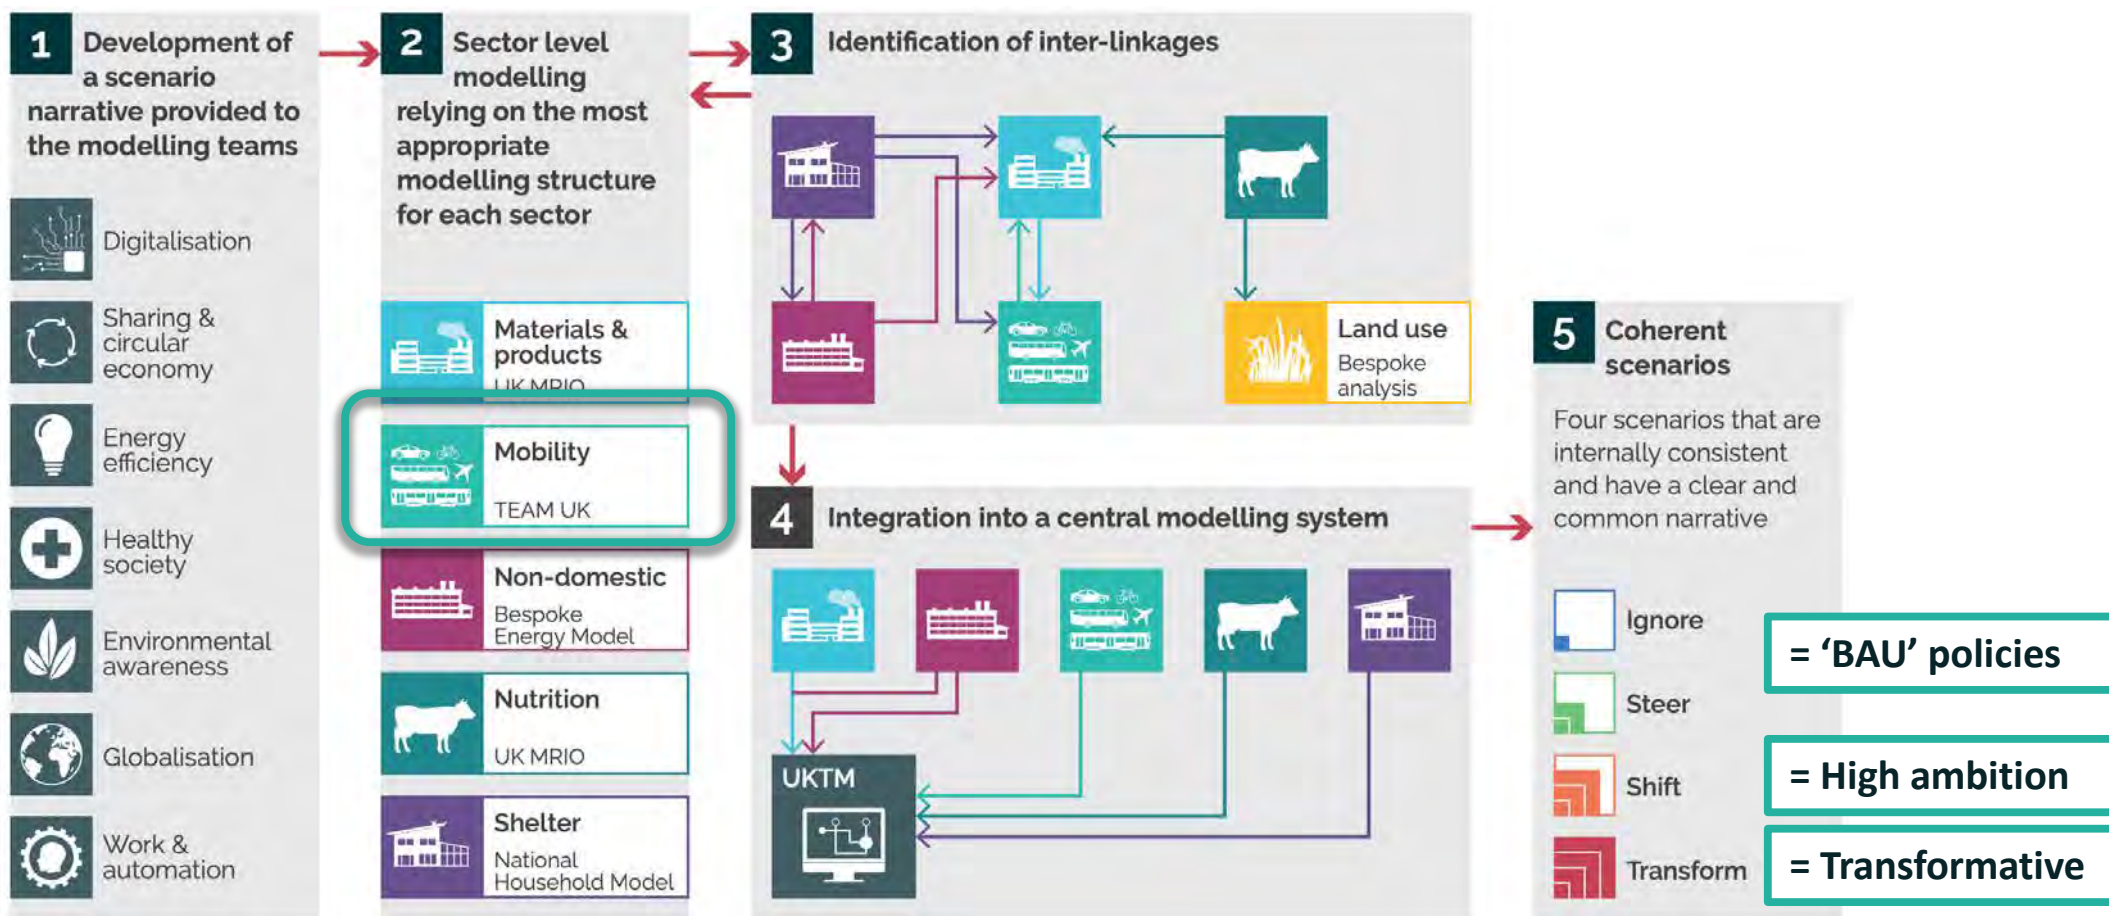 1 Development of
a scenario
narrative provided to
the modelling teams
Digitalisation
Sharing &
circular
economy
Energy
efficiency
Healthy
society
Environmental
awareness
Globalisation
Work &
automation
2 Sector level
modelling
relying on the most
appropriate
modelling structure
for each sector
Materials &
products
UK MRIO
Mobility
TEAM UK
Non-domestic
Bespoke
Energy Model
Nutrition
UK MRIO
Shelter
National
Household Model
3 Identification of inter-linkages
Land use
Bespoke
analysis
4 Integration into a central modelling system
UKTM
5 Coherent
scenarios
Four scenarios that are
internally consistent
and have a clear and
common narrative
Ignore
= ‘BAU’ policies
Steer
Shift
= High ambition
Transform
= Transformative